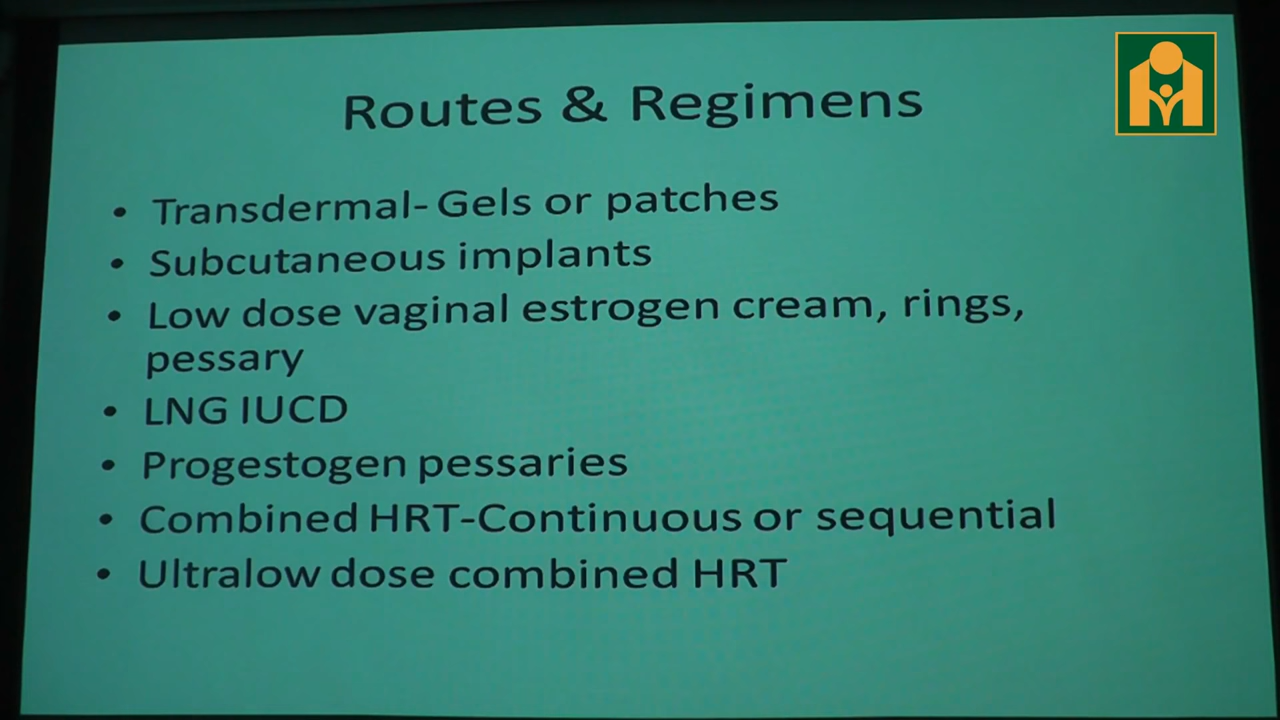 Routes & Regimens
• Transdermal- Gels or patches
• Subcutaneous implants
• Low dose vaginal estrogen cream, rings,
pessary
• LNG IUCD
• Progestogen pessaries
• Combined HRT-Continuous or sequential
• Ultralow dose combined HRT